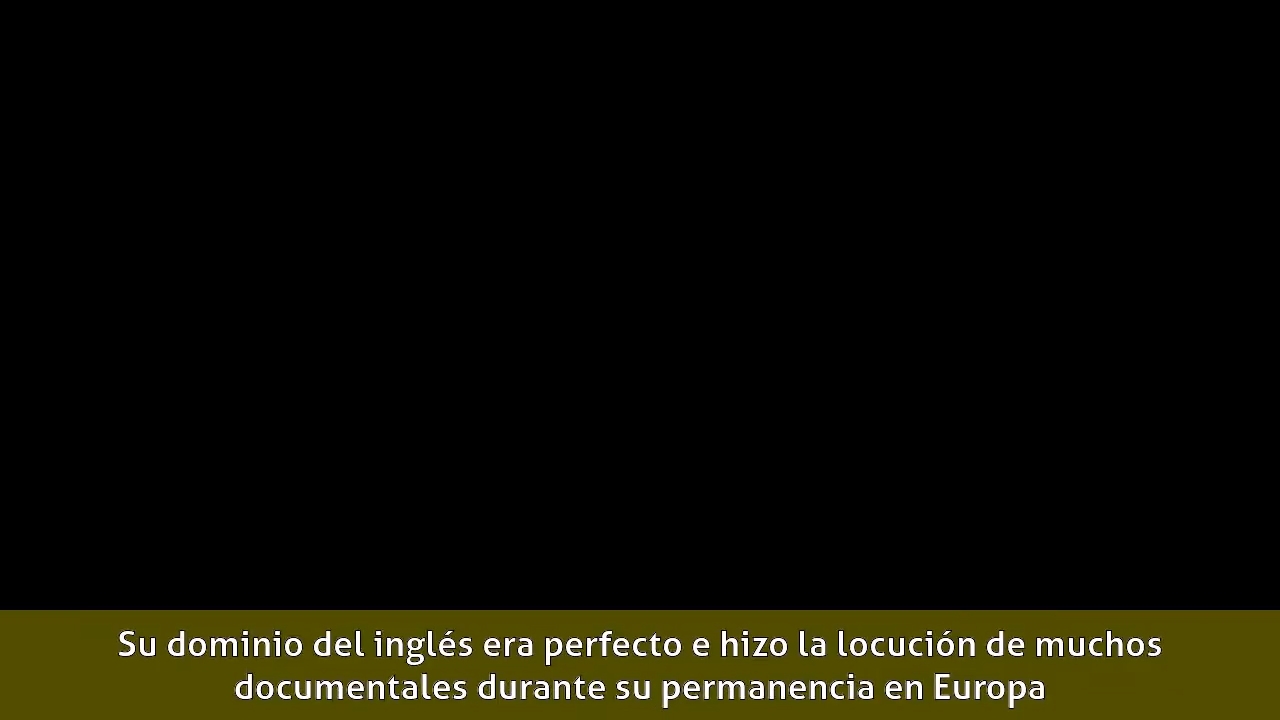 Su dominio del inglés era perfecto e hizo la locución de muchos
documentales durante su permanencia en Europa